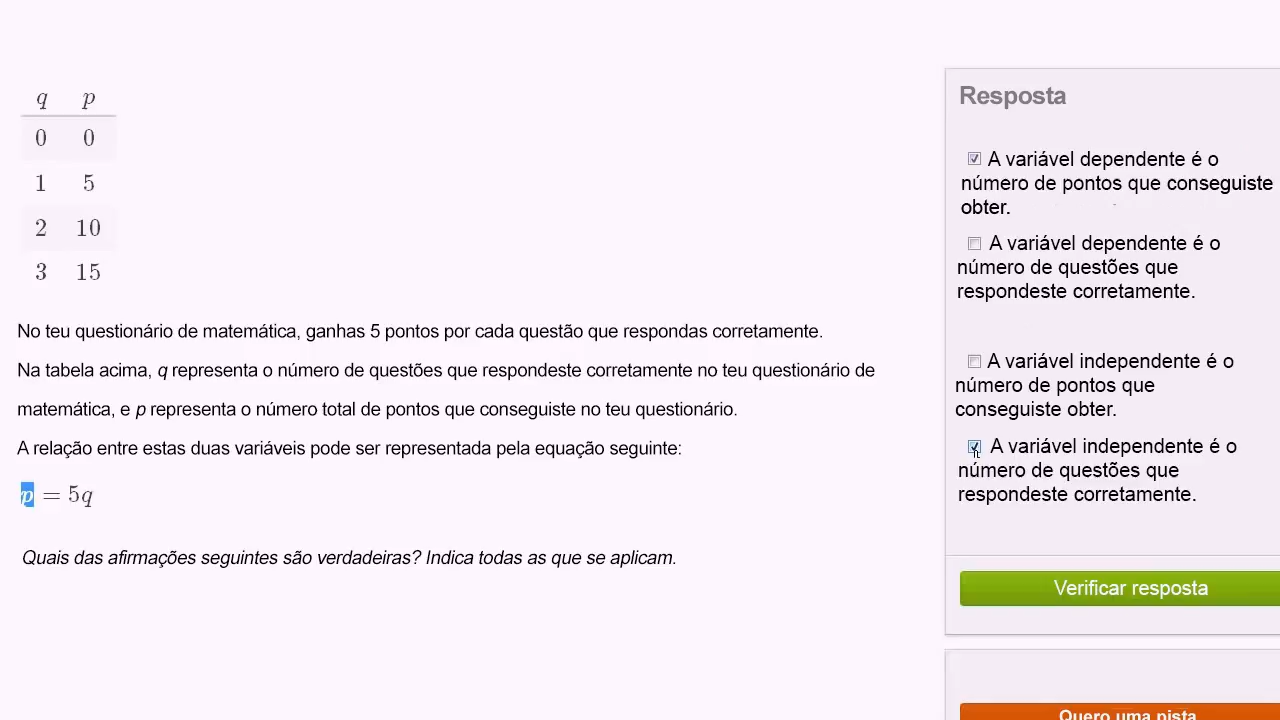 q p
0 0
1 5
2 10
3 15
No teu questionário de matemática, ganhas 5 pontos por cada questão que respondas corretamente.
Na tabela acima, q representa o número de questões que respondeste corretamente no teu questionário de
matemática, e p representa o número total de pontos que conseguiste no teu questionário.
A relação entre estas duas variáveis pode ser representada pela equação seguinte:
p = 5q
Quais das afirmações seguintes são verdadeiras? Indica todas as que se aplicam.
Resposta
A variável dependente é o
número de pontos que conseguiste
obter.
A variável dependente é o
número de questões que
respondeste corretamente.
A variável independente é o
número de pontos que
conseguiste obter.
A variável independente é o
número de questões que
respondeste corretamente.
Verificar resposta
Quero uma pista